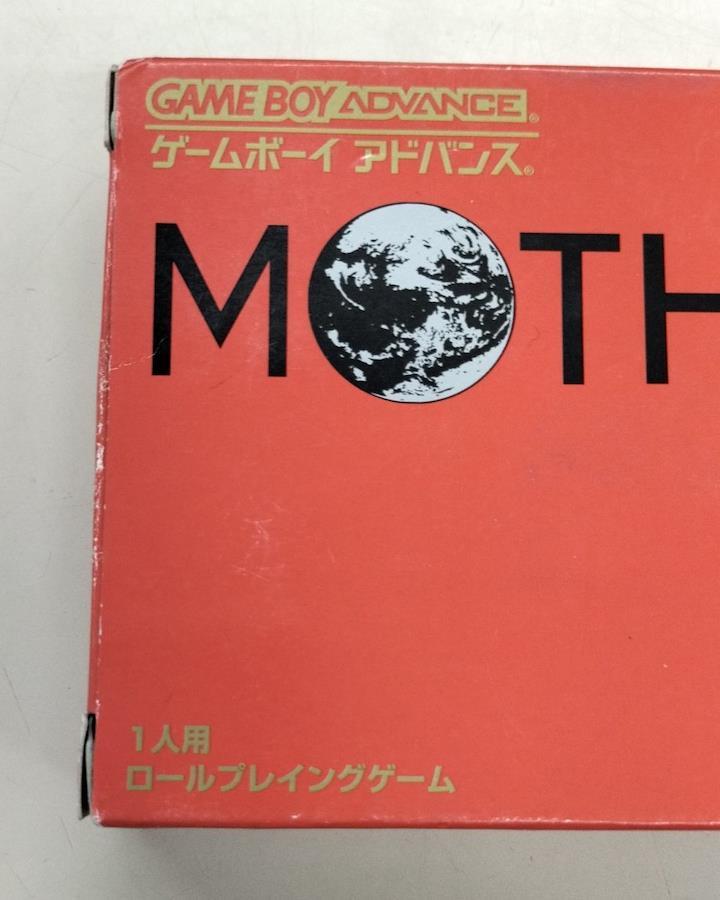 GAME BOY ADVANCE®
ゲームボーイ アドバンス®
MOTH
1人用
ロールプレイングゲーム